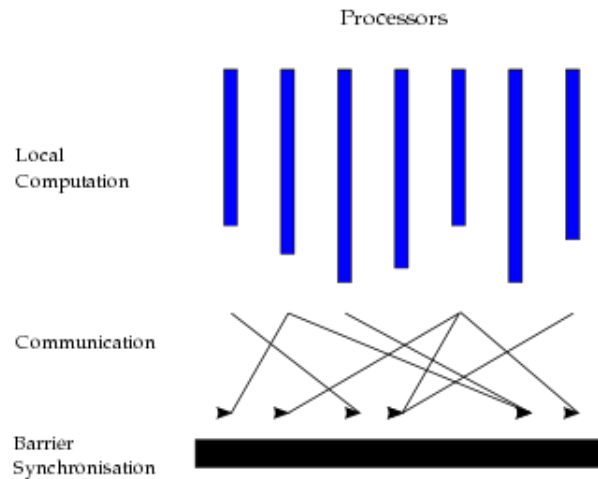 Processors
Local
Computation
Communication
Barrier
Synchronisation